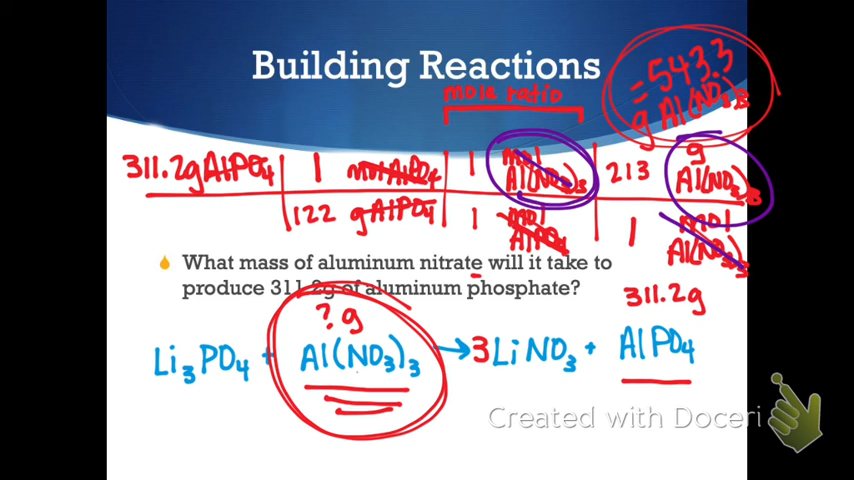 Building Reactions
= 543.3
g Al(NO3)3
mole ratio
311.2g AlPO4 | 1 mol AlPO4 | 1 mol Al(NO3)3 | 213 g Al(NO3)3
122 g AlPO4 | 1 mol AlPO4 | 1 mol Al(NO3)3
What mass of aluminum nitrate will it take to
produce 311.2g of aluminum phosphate?
? g
311.2g
Li3PO4 + Al(NO3)3 → 3LiNO3 + AlPO4
Created with Doceri